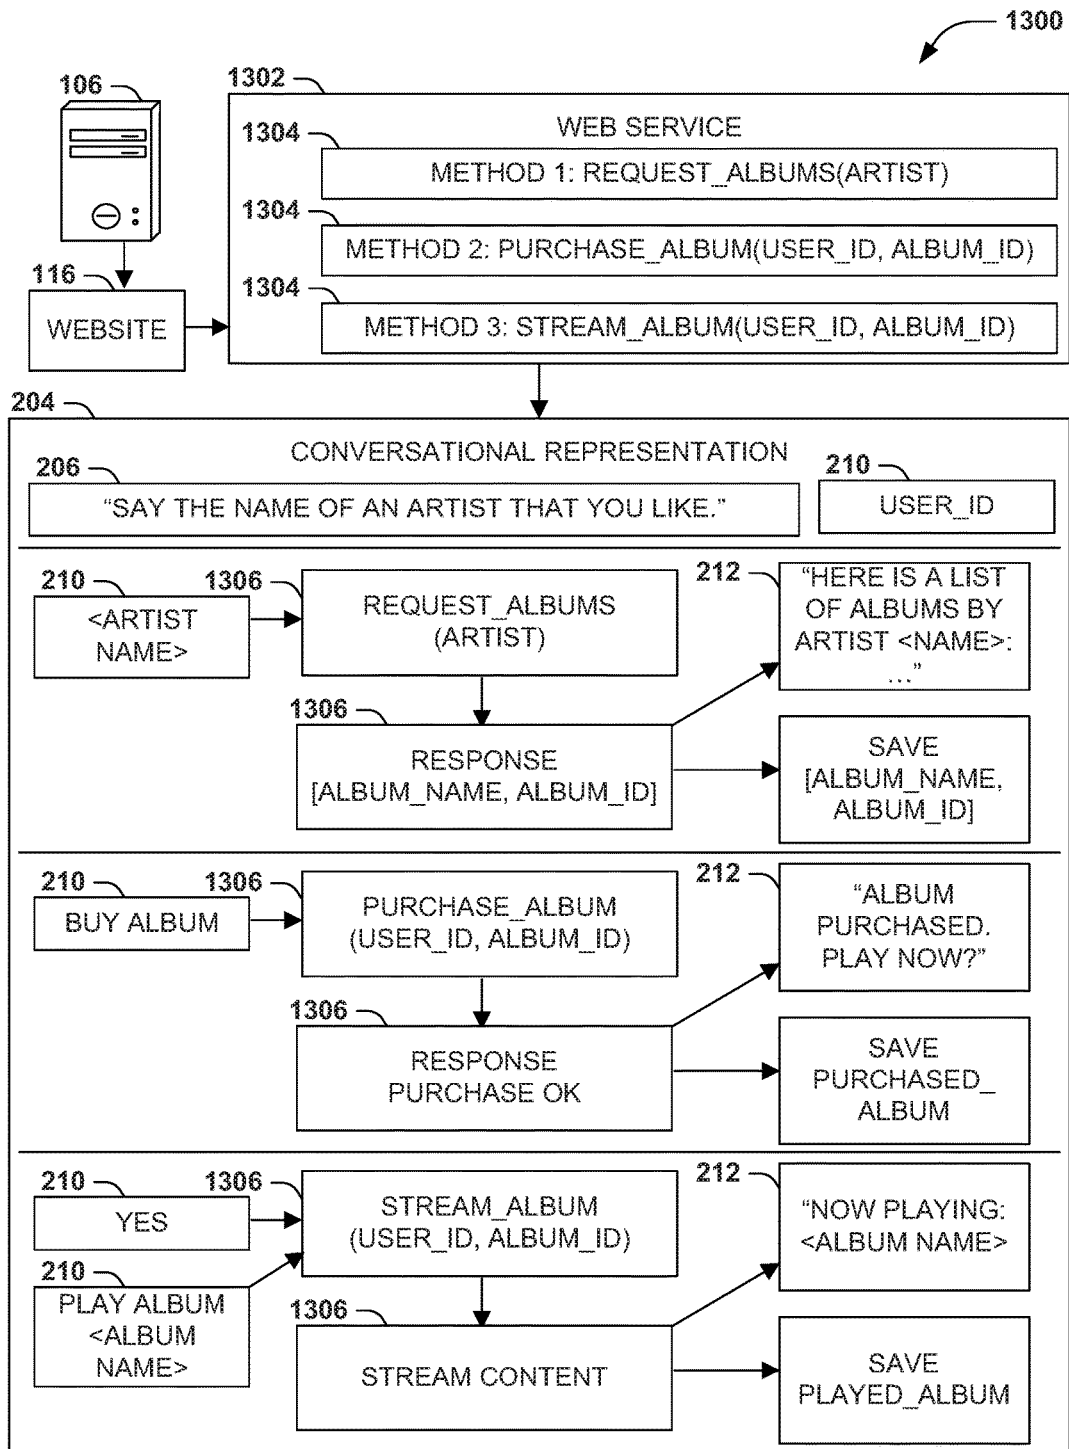 1300
106
1302
WEB SERVICE
1304
METHOD 1: REQUEST_ALBUMS(ARTIST)
1304
METHOD 2: PURCHASE_ALBUM(USER_ID, ALBUM_ID)
116
WEBSITE
1304
METHOD 3: STREAM_ALBUM(USER_ID, ALBUM_ID)
204
CONVERSATIONAL REPRESENTATION
206
"SAY THE NAME OF AN ARTIST THAT YOU LIKE."
210
USER_ID
210
<ARTIST
NAME>
1306
REQUEST_ALBUMS
(ARTIST)
212
"HERE IS A LIST
OF ALBUMS BY
ARTIST <NAME>:
..."
1306
RESPONSE
[ALBUM_NAME, ALBUM_ID]
SAVE
[ALBUM_NAME,
ALBUM_ID]
210
BUY ALBUM
1306
PURCHASE_ALBUM
(USER_ID, ALBUM_ID)
212
"ALBUM
PURCHASED.
PLAY NOW?"
1306
RESPONSE
PURCHASE OK
SAVE
PURCHASED_
ALBUM
210
YES
1306
STREAM_ALBUM
(USER_ID, ALBUM_ID)
212
"NOW PLAYING:
<ALBUM NAME>
210
PLAY ALBUM
<ALBUM
NAME>
1306
STREAM CONTENT
SAVE
PLAYED_ALBUM